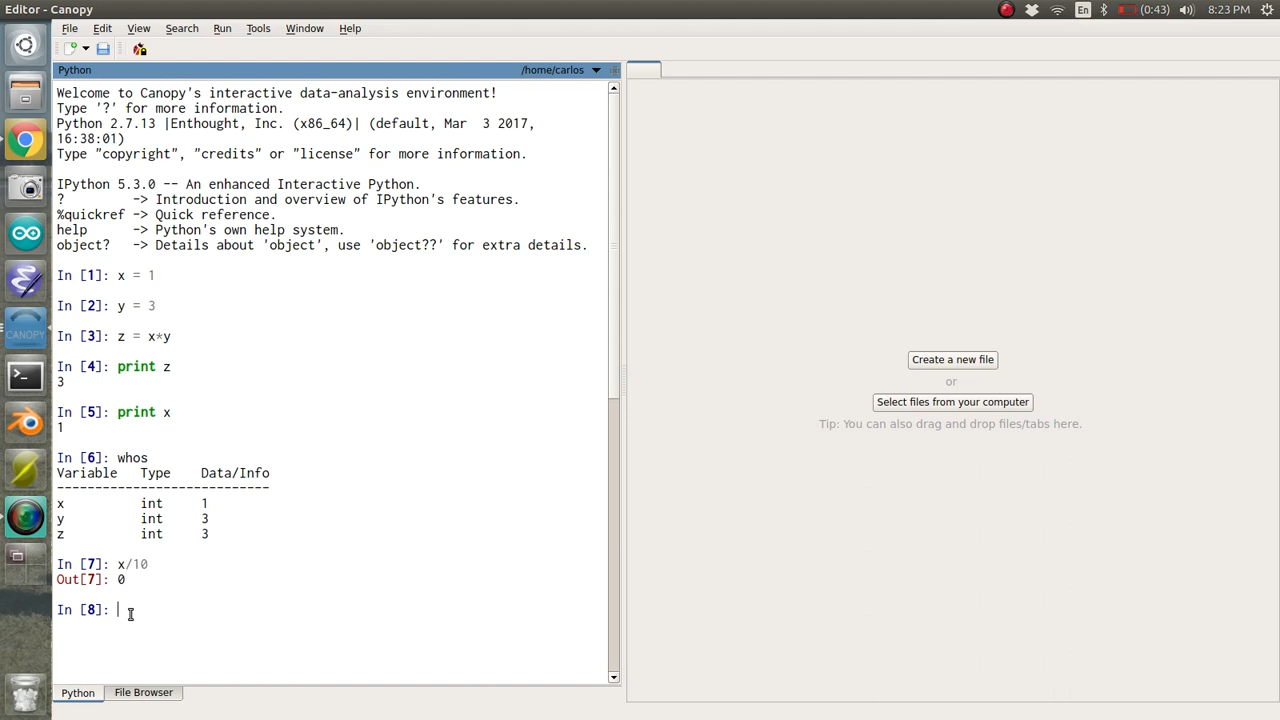 Editor - Canopy
En
(0:43)
8:23 PM
File Edit View Search Run Tools Window Help
Python /home/carlos
Welcome to Canopy's interactive data-analysis environment!
Type '?' for more information.
Python 2.7.13 |Enthought, Inc. (x86_64)| (default, Mar  3 2017,
16:38:01)
Type "copyright", "credits" or "license" for more information.
IPython 5.3.0 -- An enhanced Interactive Python.
?         -> Introduction and overview of IPython's features.
%quickref -> Quick reference.
help      -> Python's own help system.
object?   -> Details about 'object', use 'object??' for extra details.
In [1]: x = 1
In [2]: y = 3
In [3]: z = x*y
In [4]: print z
3
In [5]: print x
1
In [6]: whos
Variable   Type    Data/Info
----------------------------
x          int     1
y          int     3
z          int     3
In [7]: x/10
Out[7]: 0
In [8]:
Python File Browser
Create a new file
or
Select files from your computer
Tip: You can also drag and drop files/tabs here.
CANOPY
>_